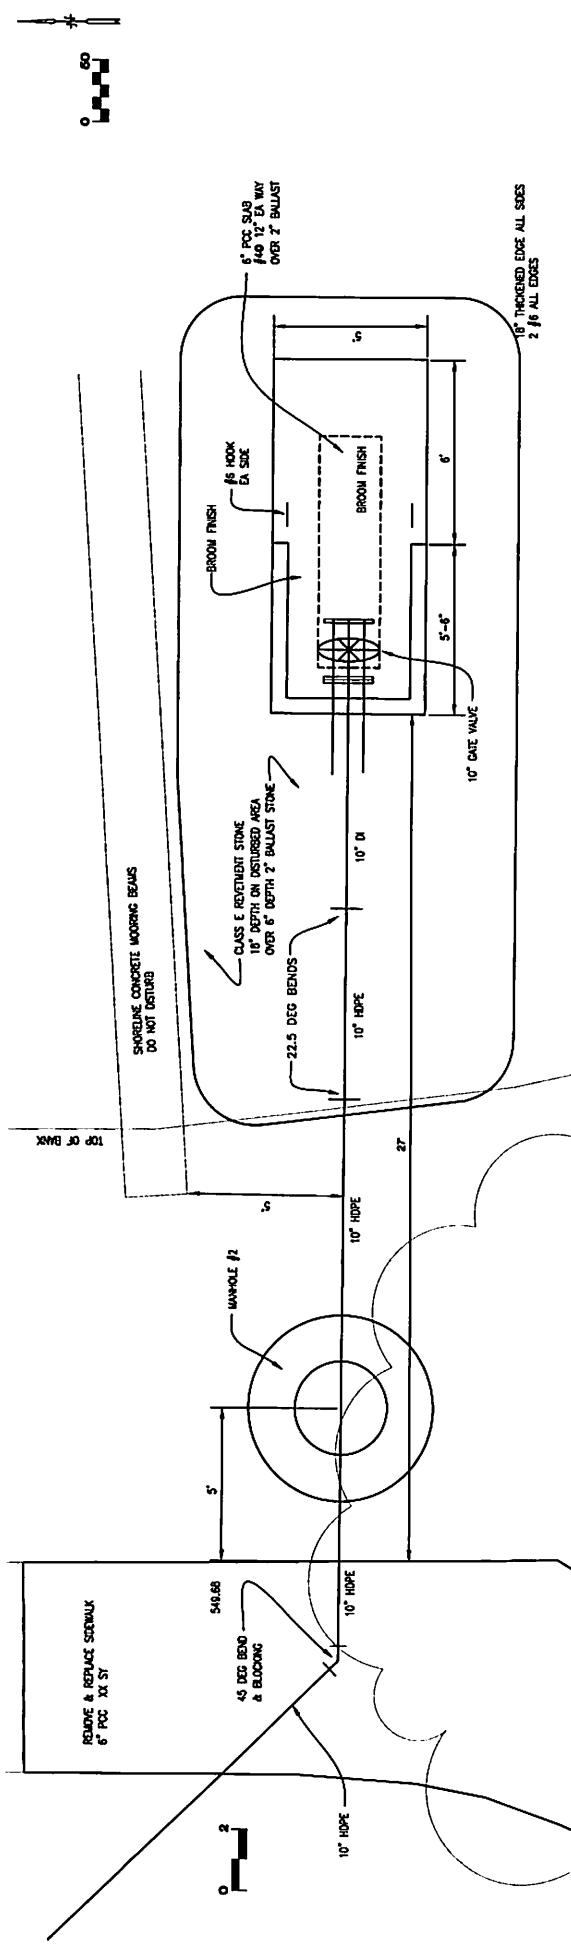 N
0 60
6" PCC SLAB
#4@ 12" EA WAY
OVER 2" BALLAST
18" THICKENED EDGE ALL SIDES
2 #6 ALL EDGES
5'
6'
5'-6"
#6 HOOK
EA SIDE
BROOM FINISH
BROOM FINISH
10" GATE VALVE
SHORELINE CONCRETE MOORING BEAMS
DO NOT DISTURB
CLASS E REVETMENT STONE
18" DEPTH ON DISTURBED AREA
OVER 6" DEPTH 2" BALLAST STONE
10" DI
22.5 DEG BENDS
10" HDPE
TOP OF BANK
5'
10" HDPE
27'
MANHOLE #2
5'
549.68
10" HDPE
45 DEG BEND
& BLOCKING
REMOVE & REPLACE SIDEWALK
6" PCC XX SY
10" HDPE
0 2